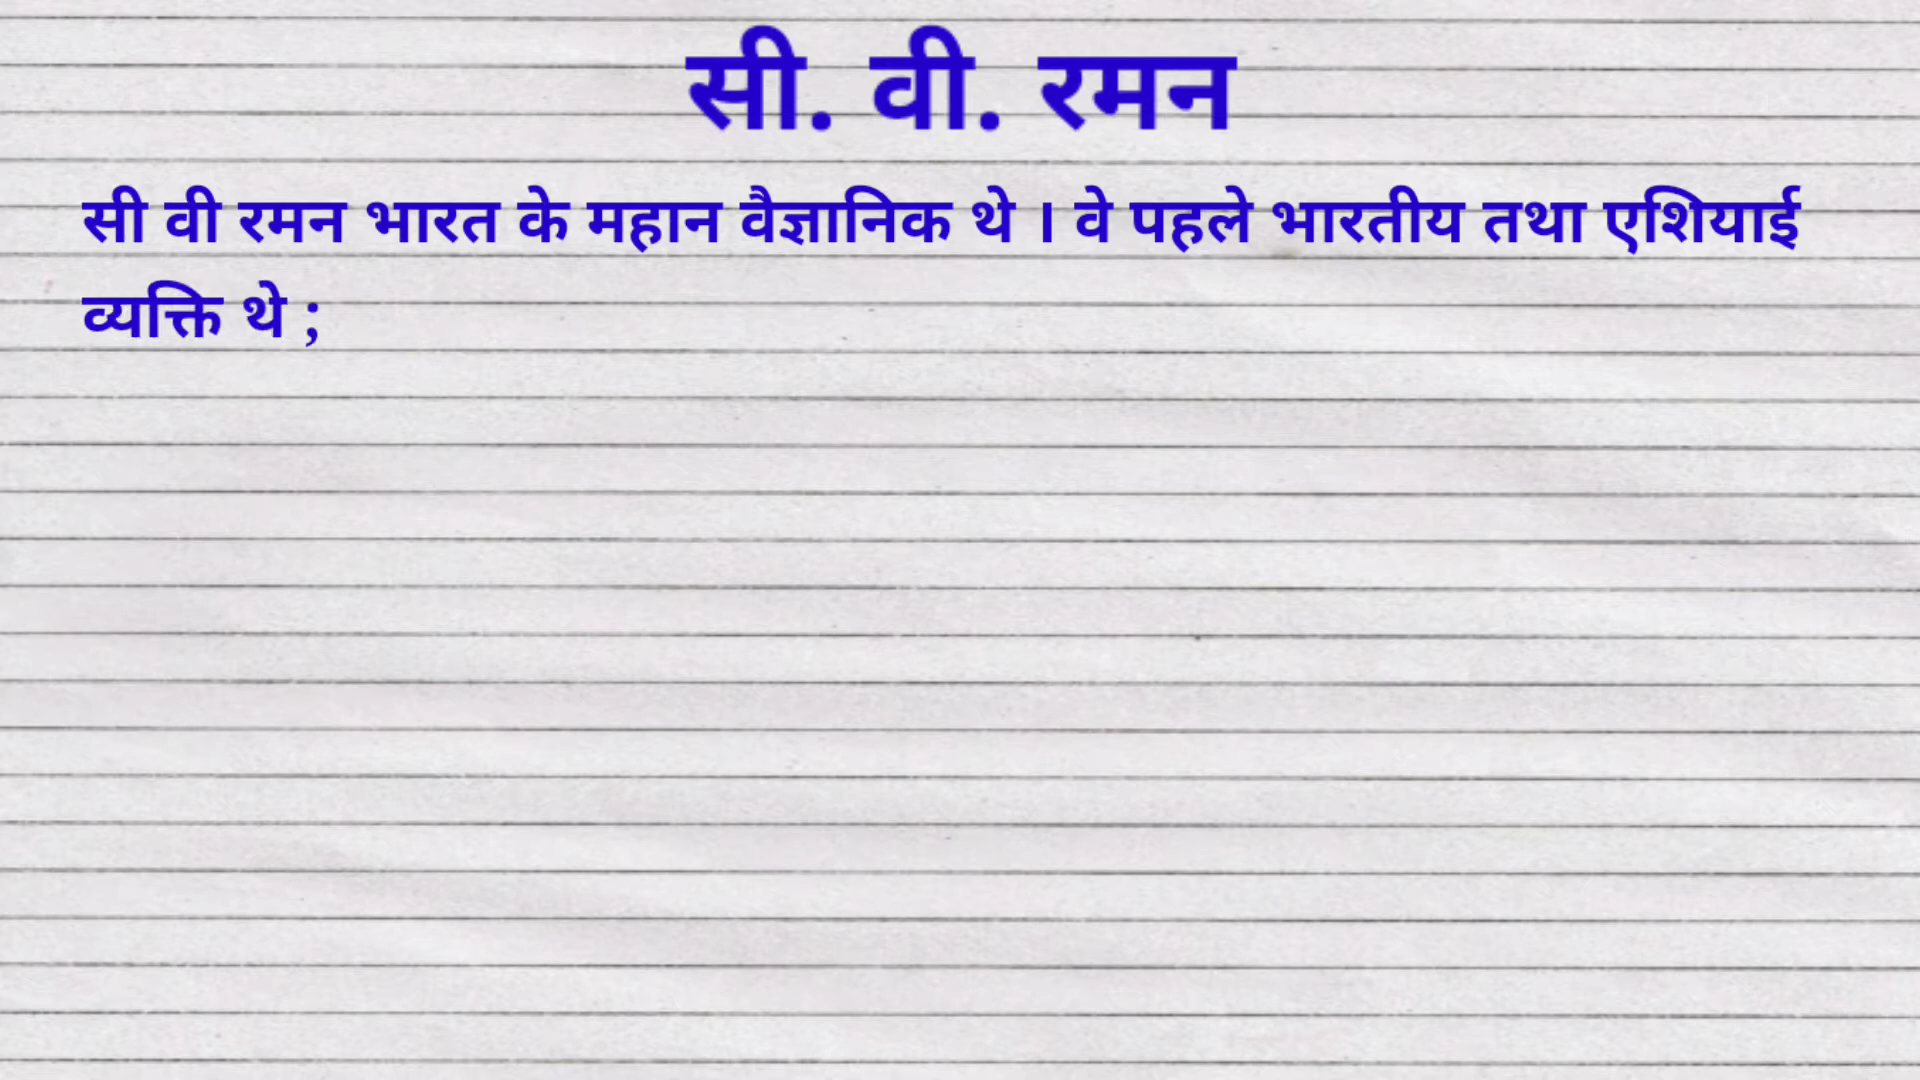 सी. वी. रमन
सी वी रमन भारत के महान वैज्ञानिक थे । वे पहले भारतीय तथा एशियाई
व्यक्ति थे ;